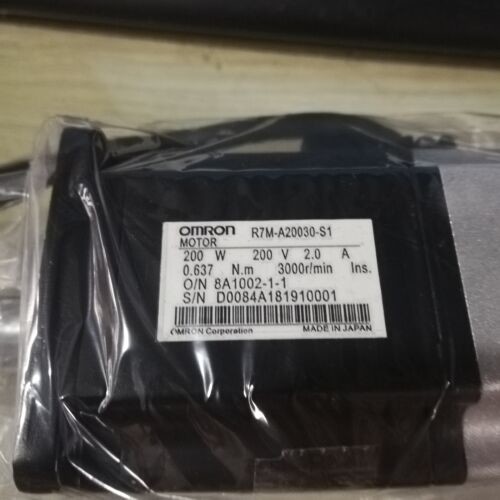 OMRON R7M-A20030-S1
MOTOR
200 W 200 V 2.0 A
0.637 N.m 3000r/min Ins.
O/N 8A1002-1-1
S/N D0084A181910001
OMRON Corporation MADE IN JAPAN